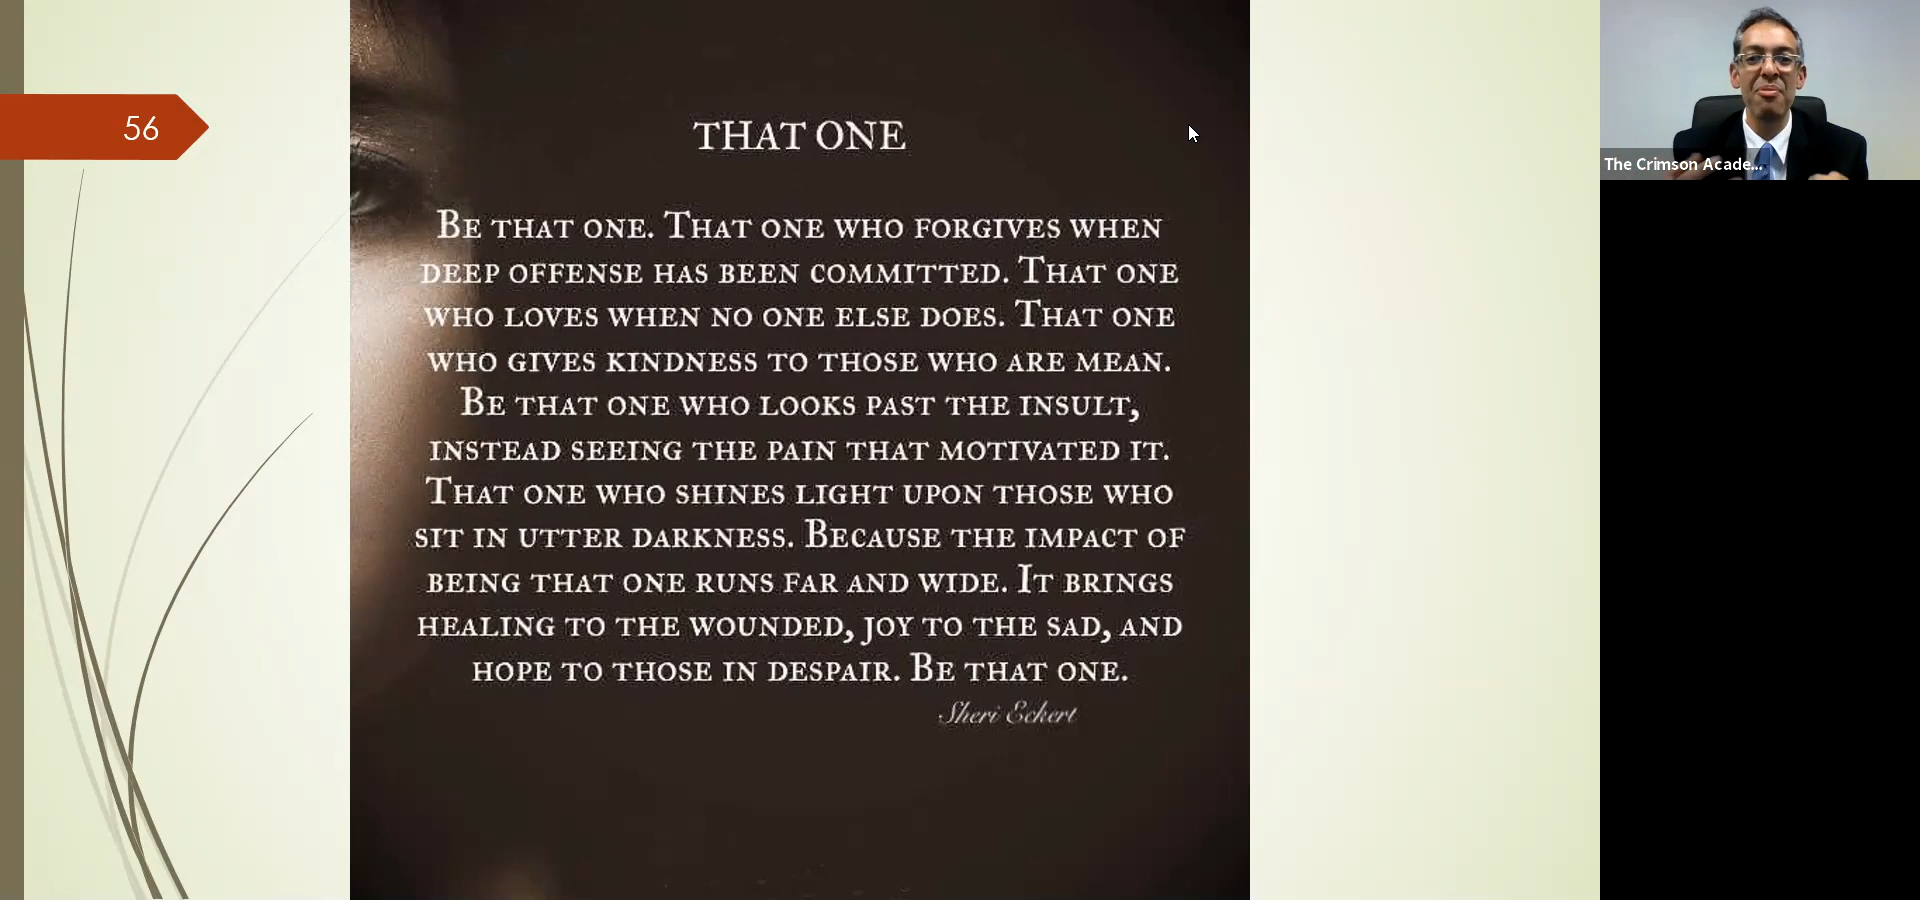 56
THAT ONE
BE THAT ONE. THAT ONE WHO FORGIVES WHEN
DEEP OFFENSE HAS BEEN COMMITTED. THAT ONE
WHO LOVES WHEN NO ONE ELSE DOES. THAT ONE
WHO GIVES KINDNESS TO THOSE WHO ARE MEAN.
BE THAT ONE WHO LOOKS PAST THE INSULT,
INSTEAD SEEING THE PAIN THAT MOTIVATED IT.
THAT ONE WHO SHINES LIGHT UPON THOSE WHO
SIT IN UTTER DARKNESS. BECAUSE THE IMPACT OF
BEING THAT ONE RUNS FAR AND WIDE. IT BRINGS
HEALING TO THE WOUNDED, JOY TO THE SAD, AND
HOPE TO THOSE IN DESPAIR. BE THAT ONE.
Sheri Eckert
The Crimson Acade...